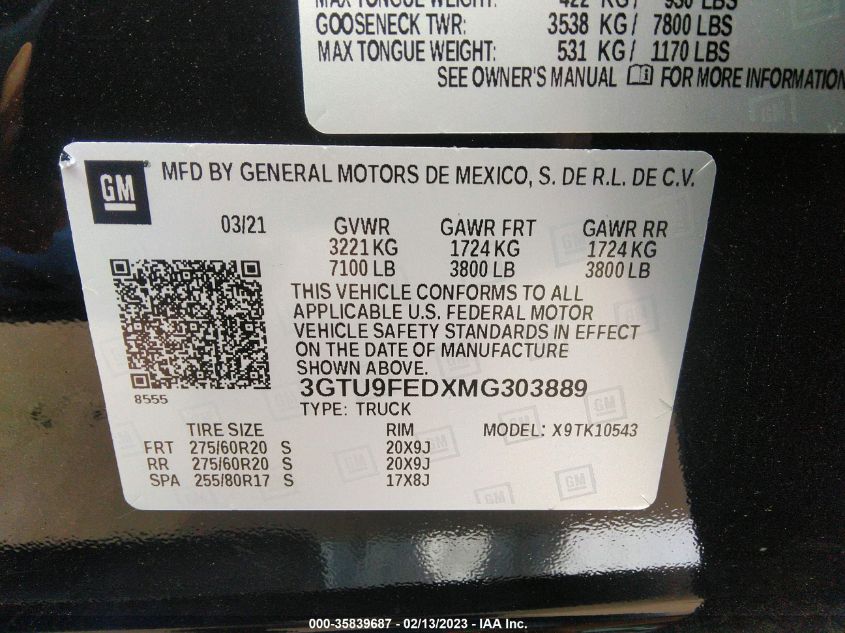 MAX TONGUE WEIGHT: 422 KG/ 930 LBS
GOOSENECK TWR: 3538 KG/ 7800 LBS
MAX TONGUE WEIGHT: 531 KG/ 1170 LBS
SEE OWNER'S MANUAL FOR MORE INFORMATION
GM MFD BY GENERAL MOTORS DE MEXICO, S. DE R.L. DE C.V.
03/21 GVWR GAWR FRT GAWR RR
3221 KG 1724 KG 1724 KG
7100 LB 3800 LB 3800 LB
THIS VEHICLE CONFORMS TO ALL
APPLICABLE U.S. FEDERAL MOTOR
VEHICLE SAFETY STANDARDS IN EFFECT
ON THE DATE OF MANUFACTURE
SHOWN ABOVE.
8555 3GTU9FEDXMG303889
TYPE: TRUCK
TIRE SIZE RIM MODEL: X9TK10543
FRT 275/60R20 S 20X9J
RR 275/60R20 S 20X9J
SPA 255/80R17 S 17X8J
000-35839687 - 02/13/2023 - IAA Inc.